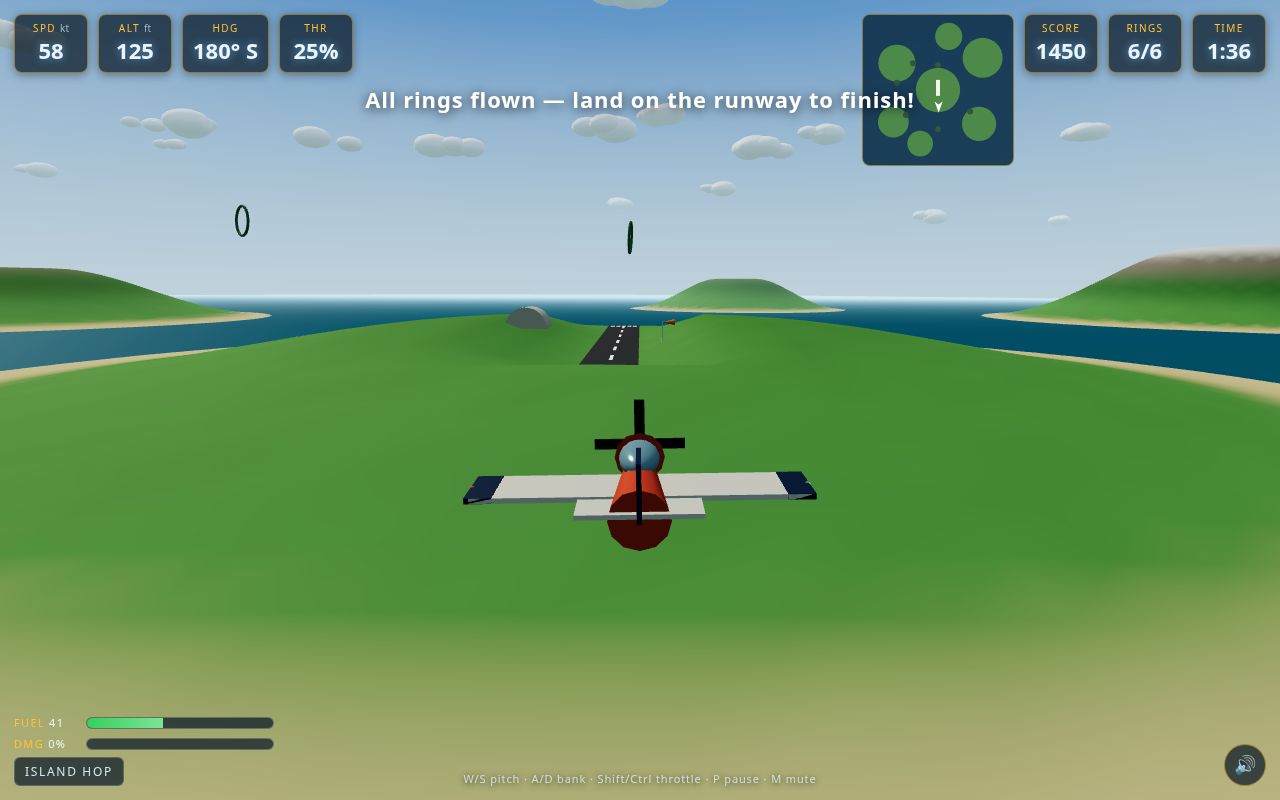 SPD kt
58
ALT ft
125
HDG
180° S
THR
25%
SCORE
1450
RINGS
6/6
TIME
1:36
All rings flown — land on the runway to finish!
FUEL 41
DMG 0%
ISLAND HOP
W/S pitch · A/D bank · Shift/Ctrl throttle · P pause · M mute